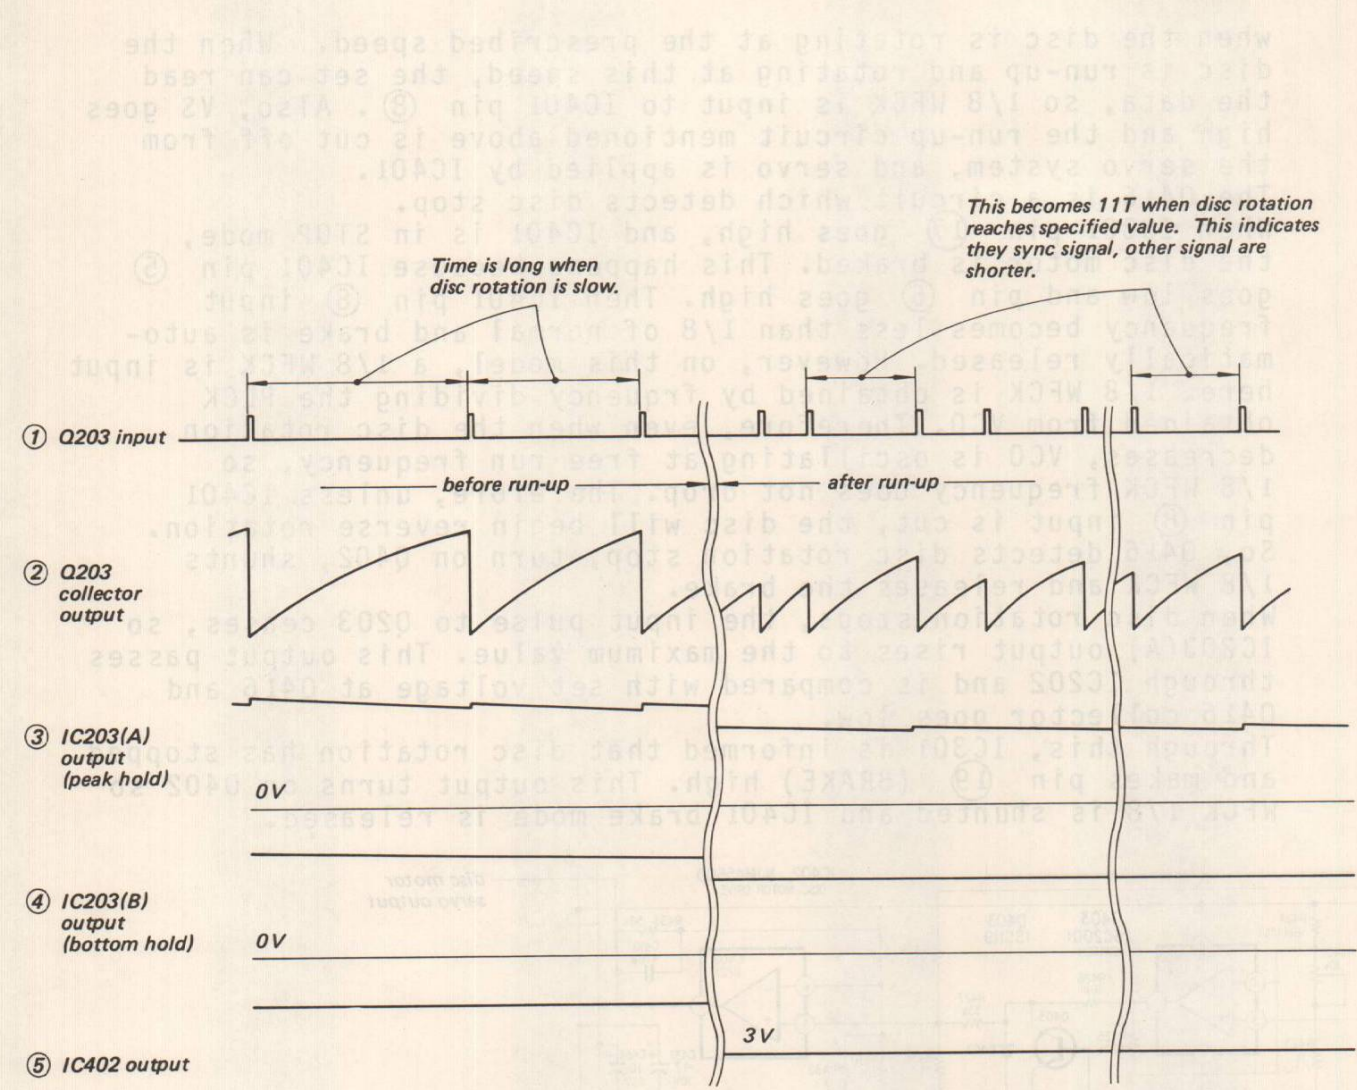 This becomes 11T when disc rotation
reaches specified value. This indicates
they sync signal, other signal are
shorter.
Time is long when
disc rotation is slow.
① Q203 input
before run-up
after run-up
② Q203
collector
output
③ IC203(A)
output
(peak hold)
0V
④ IC203(B)
output
(bottom hold)
0V
3V
⑤ IC402 output